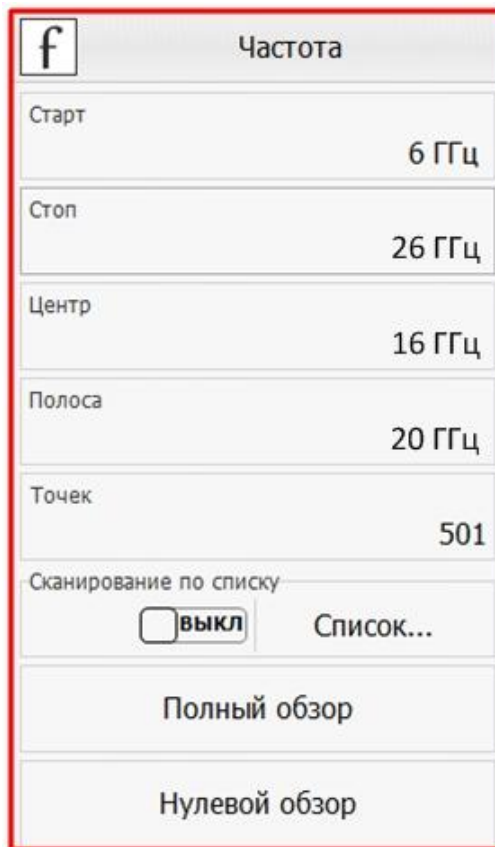 f Частота
Старт
6 ГГц
Стоп
26 ГГц
Центр
16 ГГц
Полоса
20 ГГц
Точек
501
Сканирование по списку
ВЫКЛ Список...
Полный обзор
Нулевой обзор